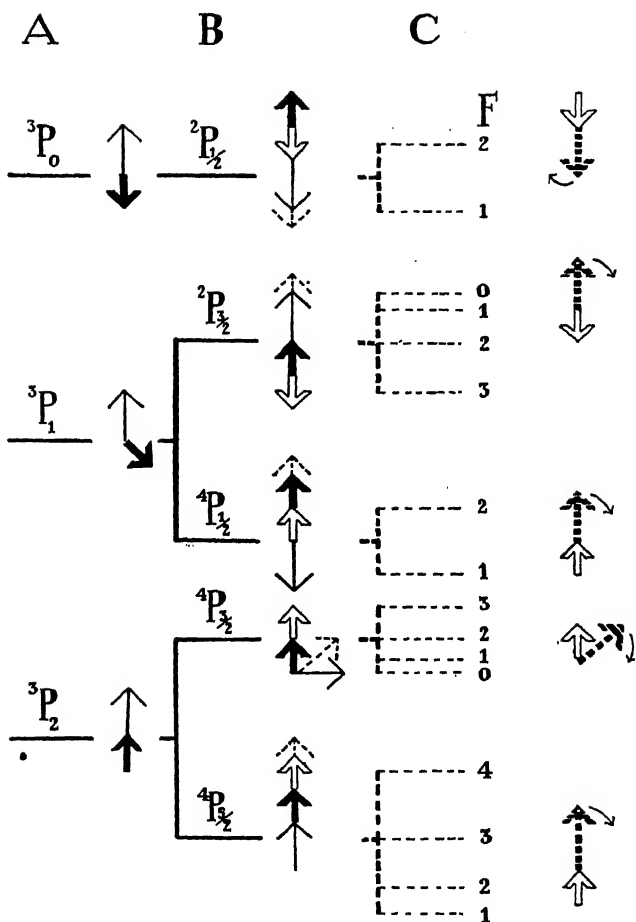 A B C
F
³P₀ ²P₁/₂ 2
1
²P₃/₂ 0
1
2
3
³P₁
⁴P₁/₂ 2
1
⁴P₃/₂ 3
2
1
0
³P₂
4
⁴P₅/₂ 3
2
1